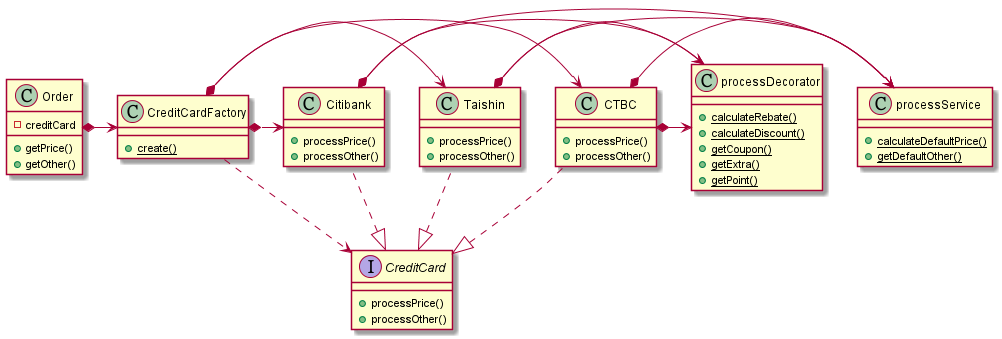 C Order
creditCard
getPrice()
getOther()
C CreditCardFactory
create()
C Citibank
processPrice()
processOther()
C Taishin
processPrice()
processOther()
C CTBC
processPrice()
processOther()
C processDecorator
calculateRebate()
calculateDiscount()
getCoupon()
getExtra()
getPoint()
C processService
calculateDefaultPrice()
getDefaultOther()
I CreditCard
processPrice()
processOther()